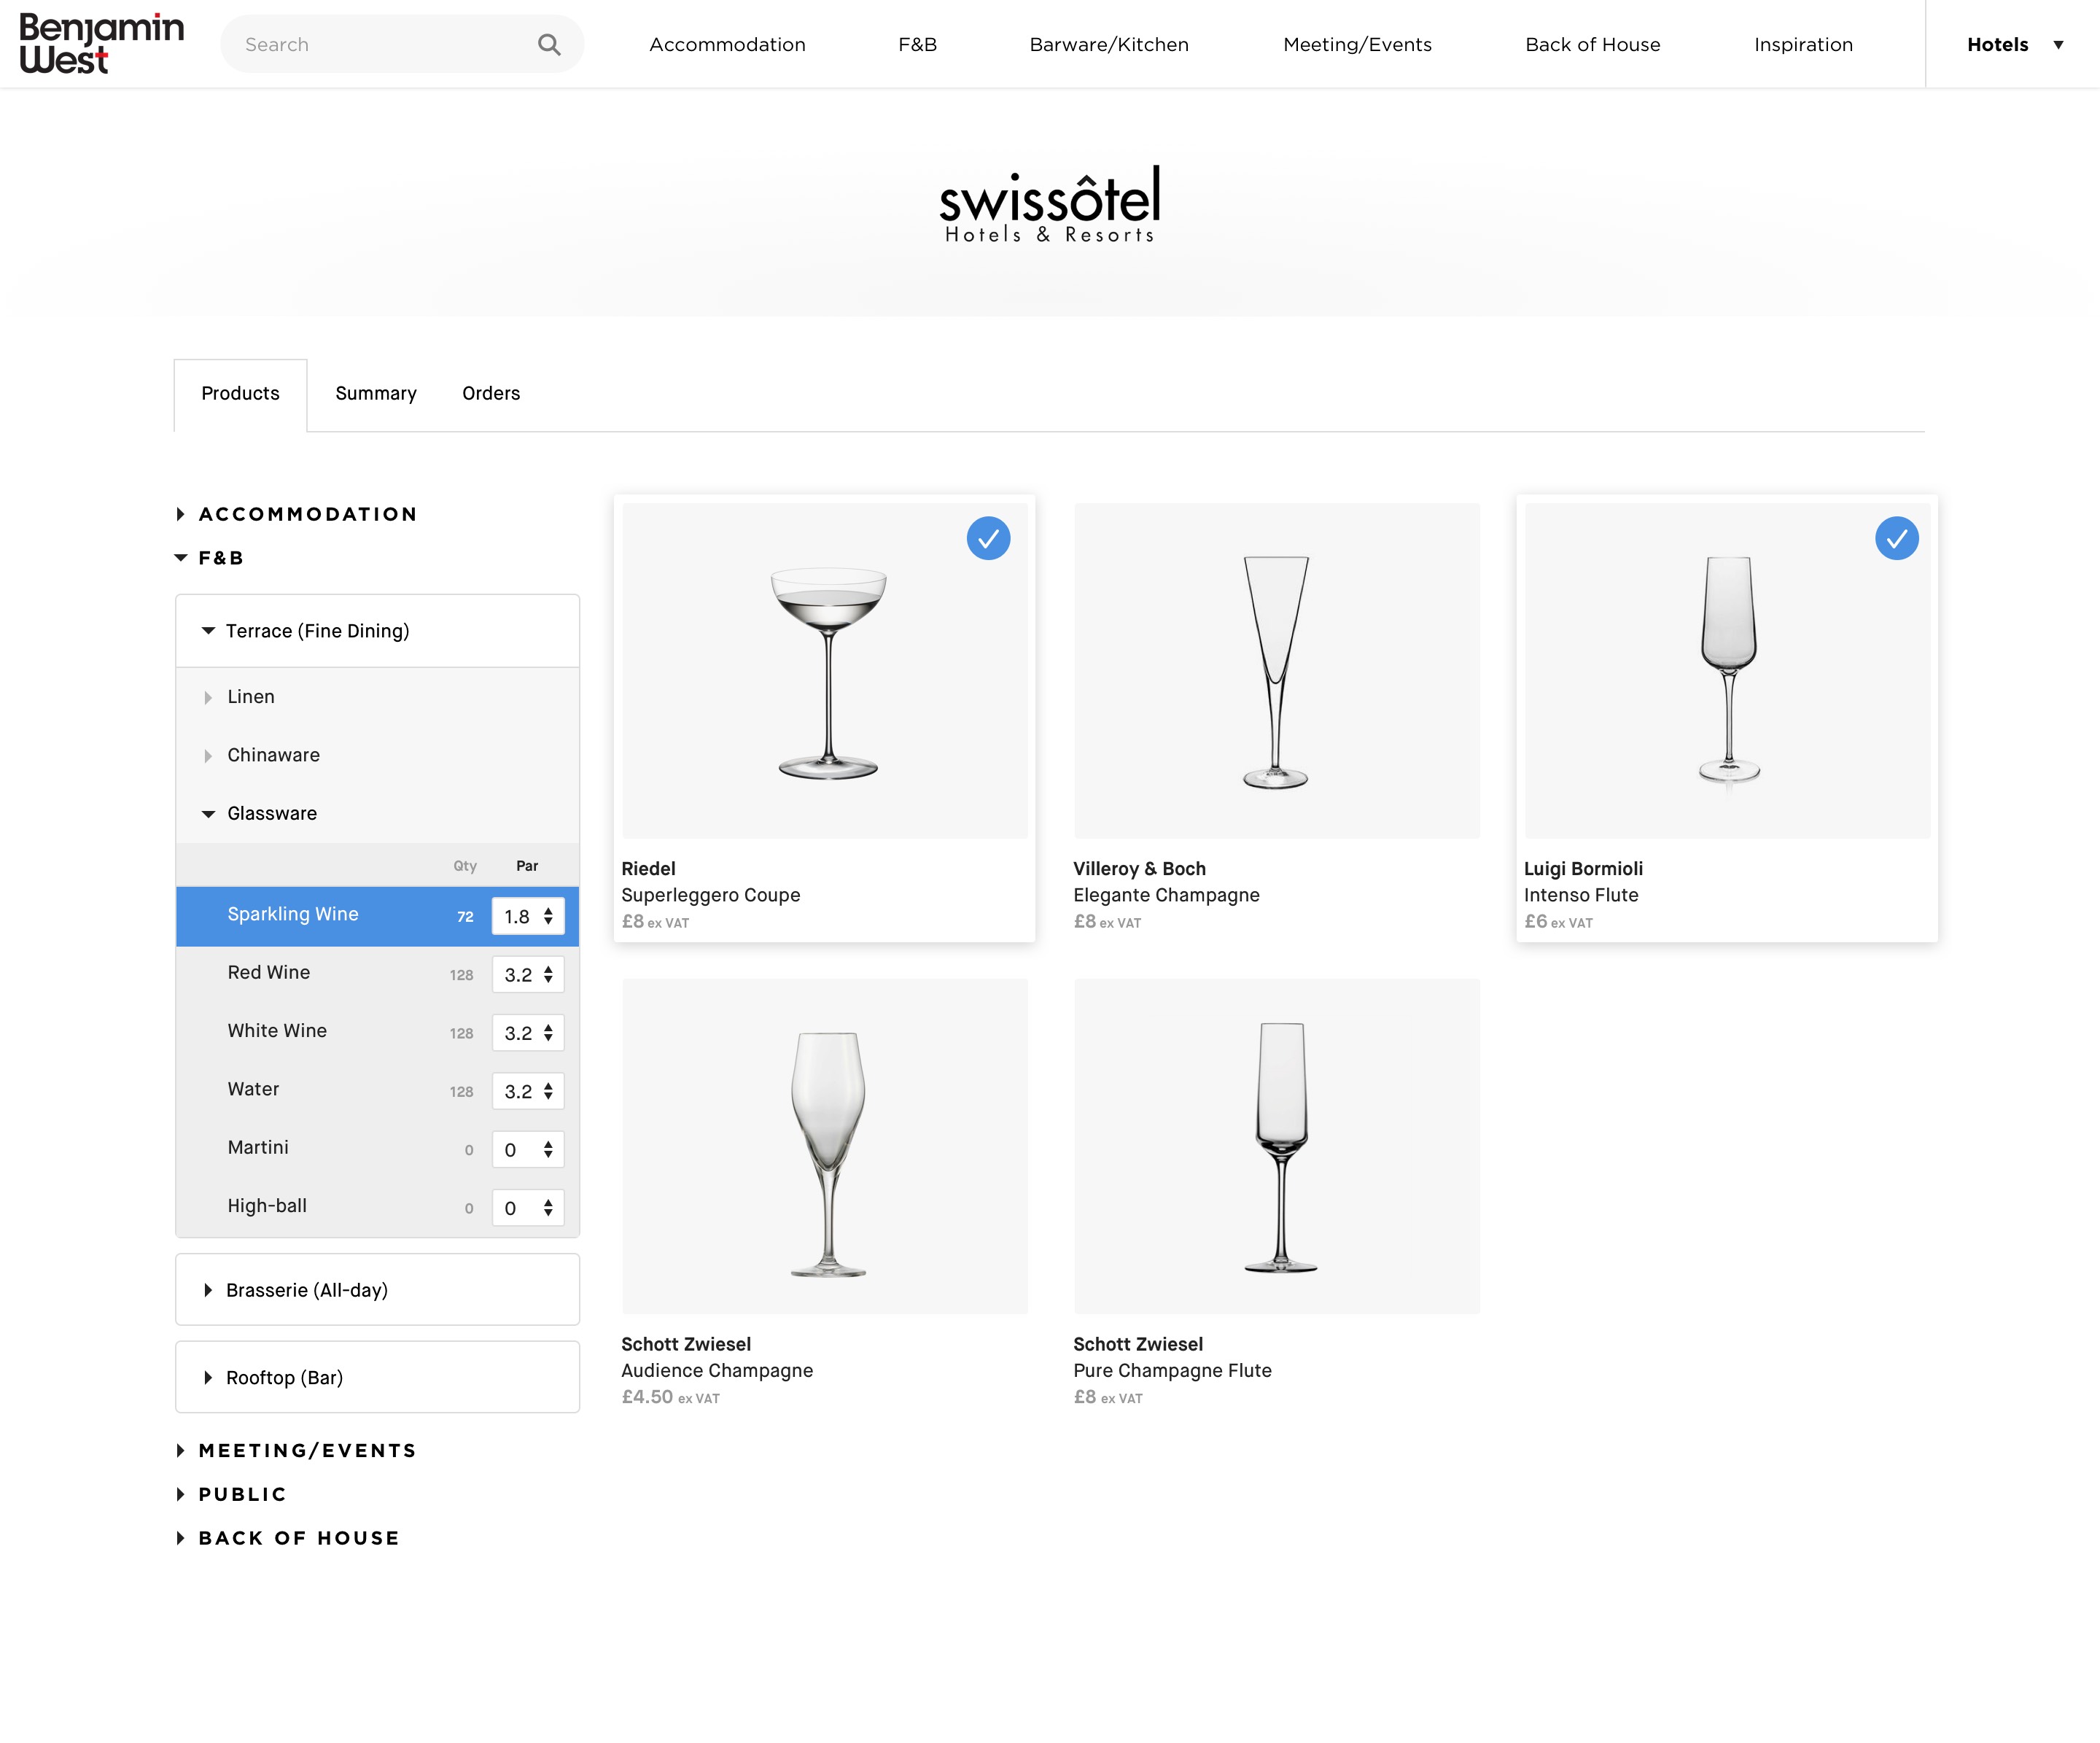 Benjamin
West
Search
Accommodation
F&B
Barware/Kitchen
Meeting/Events
Back of House
Inspiration
Hotels
swissôtel
Hotels & Resorts
Products
Summary
Orders
ACCOMMODATION
F&B
Terrace (Fine Dining)
Linen
Chinaware
Glassware
Qty Par
Sparkling Wine 72 1.8
Red Wine 128 3.2
White Wine 128 3.2
Water 128 3.2
Martini 0 0
High-ball 0 0
Brasserie (All-day)
Rooftop (Bar)
MEETING/EVENTS
PUBLIC
BACK OF HOUSE
Riedel
Superleggero Coupe
£8 ex VAT
Villeroy & Boch
Elegante Champagne
£8 ex VAT
Luigi Bormioli
Intenso Flute
£6 ex VAT
Schott Zwiesel
Audience Champagne
£4.50 ex VAT
Schott Zwiesel
Pure Champagne Flute
£8 ex VAT